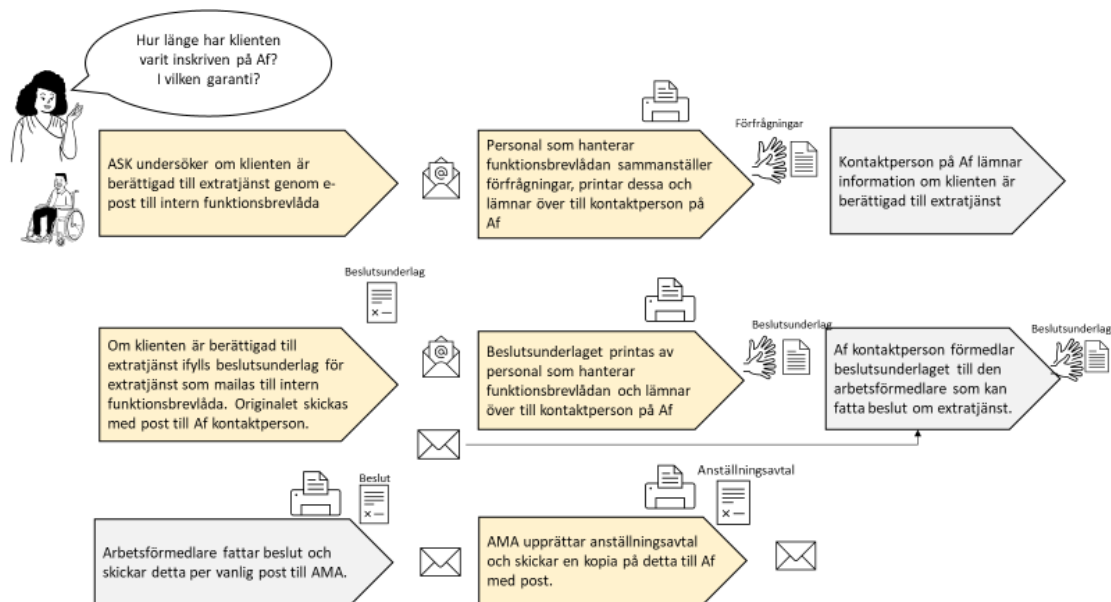 Hur länge har klienten
varit inskriven på Af?
I vilken garanti?
ASK undersöker om klienten är
berättigad till extratjänst genom e-
post till intern funktionsbrevlåda
Personal som hanterar
funktionsbrevlådan sammanställer
förfrågningar, printar dessa och
lämnar över till kontaktperson på
Af
Förfrågningar
Kontaktperson på Af lämnar
information om klienten är
berättigad till extratjänst
Beslutsunderlag
Om klienten är berättigad till
extratjänst ifylls beslutsunderlag för
extratjänst som mailas till intern
funktionsbrevlåda. Originalet skickas
med post till Af kontaktperson.
Beslutsunderlaget printas av
personal som hanterar
funktionsbrevlådan och lämnar
över till kontaktperson på Af
Beslutsunderlag
Af kontaktperson förmedlar
beslutsunderlaget till den
arbetsförmedlare som kan
fatta beslut om extratjänst.
Beslutsunderlag
Beslut
Arbetsförmedlare fattar beslut och
skickar detta per vanlig post till AMA.
Anställningsavtal
AMA upprättar anställningsavtal
och skickar en kopia på detta till Af
med post.